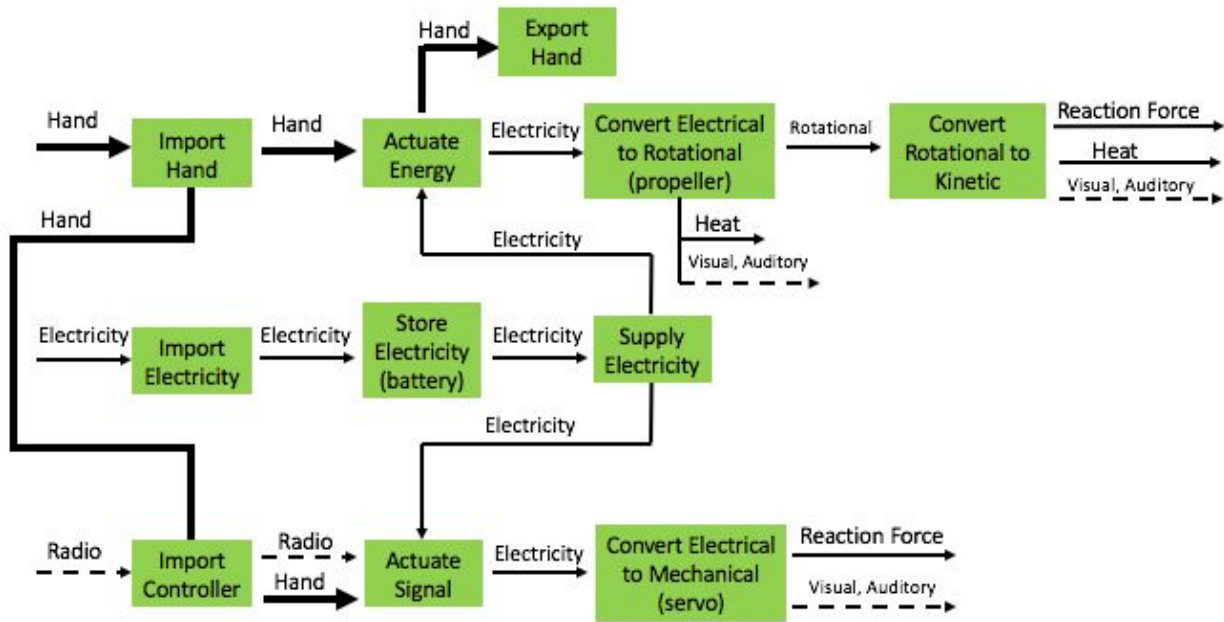 Hand
Export
Hand
Hand
Import
Hand
Hand
Actuate
Energy
Electricity
Convert Electrical
to Rotational
(propeller)
Rotational
Convert
Rotational to
Kinetic
Reaction Force
Heat
Visual, Auditory
Hand
Electricity
Heat
Visual, Auditory
Electricity
Import
Electricity
Electricity
Store
Electricity
(battery)
Electricity
Supply
Electricity
Electricity
Radio
Import
Controller
Radio
Hand
Actuate
Signal
Electricity
Convert Electrical
to Mechanical
(servo)
Reaction Force
Visual, Auditory